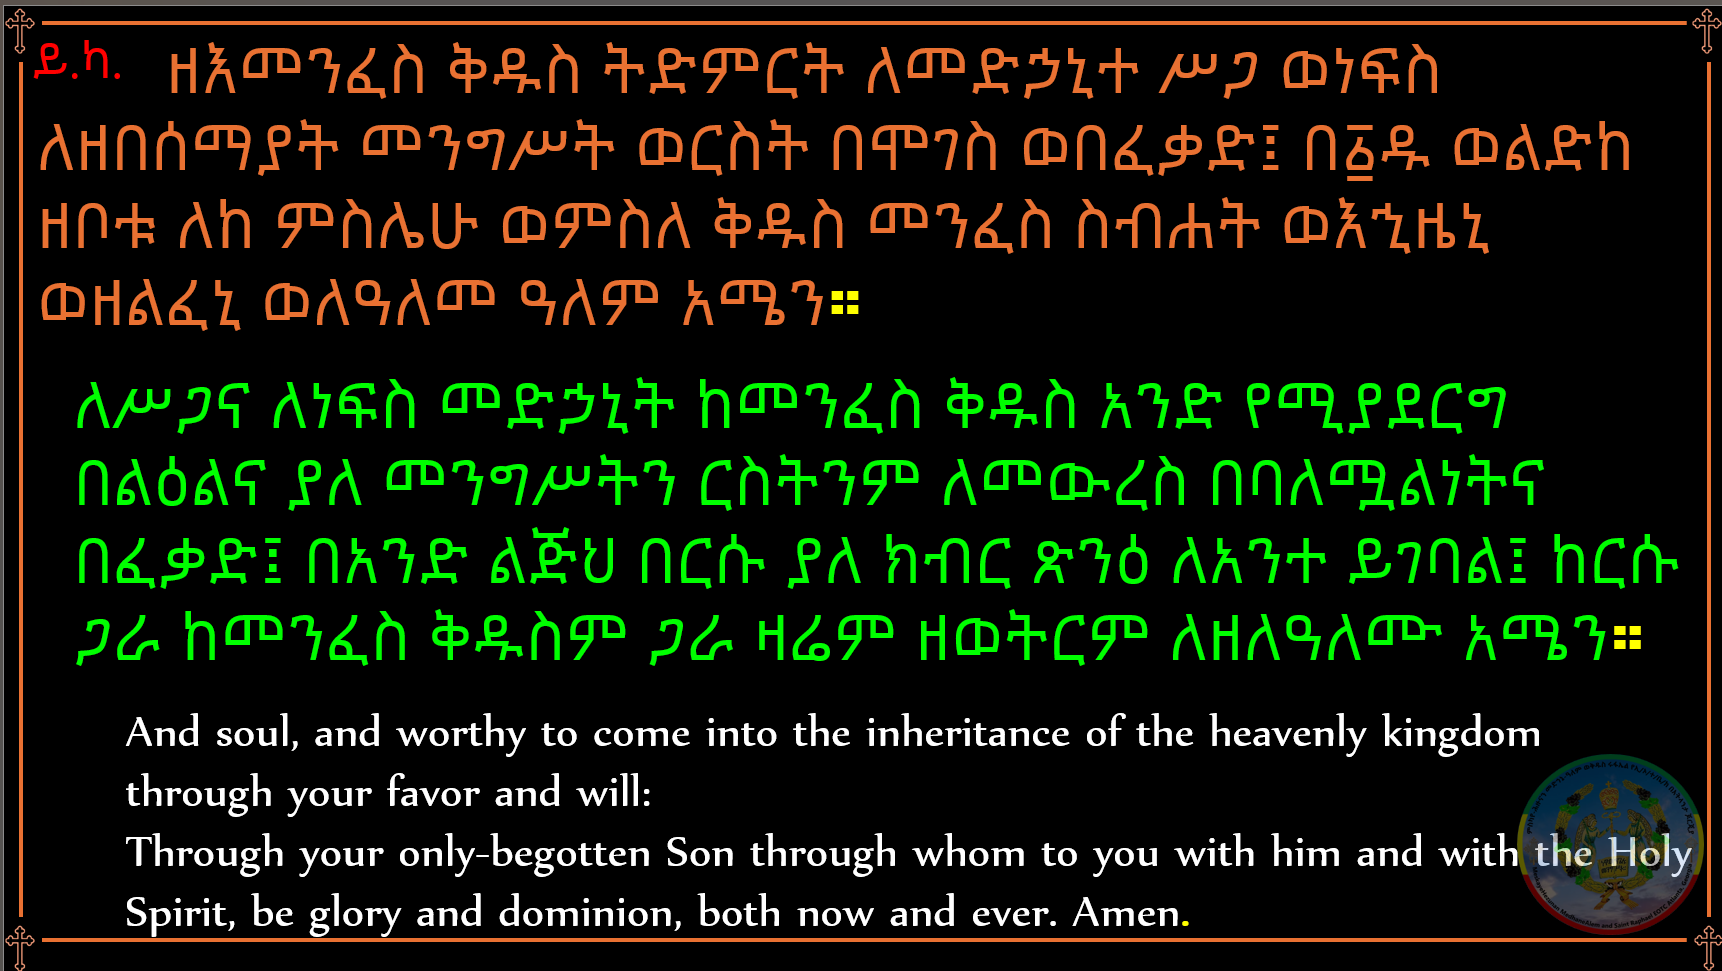 ይ.ካ. ዘእመንፈስ ቅዱስ ትድምርት ለመድኃኒተ ሥጋ ወነፍስ
ለዘበሰማያት መንግሥት ወርስት በሞገስ ወበፈቃድ፤ በ፩ዱ ወልድከ
ዘቦቱ ለከ ምስሌሁ ወምስለ ቅዱስ መንፈስ ስብሐት ወእኂዜኒ
ወዘልፈኒ ወለዓለመ ዓለም አሜን።
ለሥጋና ለነፍስ መድኃኒት ከመንፈስ ቅዱስ አንድ የሚያደርግ
በልዕልና ያለ መንግሥትን ርስትንም ለመውረስ በባለሟልነትና
በፈቃድ፤ በአንድ ልጅህ በርሱ ያለ ክብር ጽንዕ ለአንተ ይገባል፤ ከርሱ
ጋራ ከመንፈስ ቅዱስም ጋራ ዛሬም ዘወትርም ለዘለዓለሙ አሜን።
And soul, and worthy to come into the inheritance of the heavenly kingdom
through your favor and will:
Through your only-begotten Son through whom to you with him and with the Holy
Spirit, be glory and dominion, both now and ever. Amen.